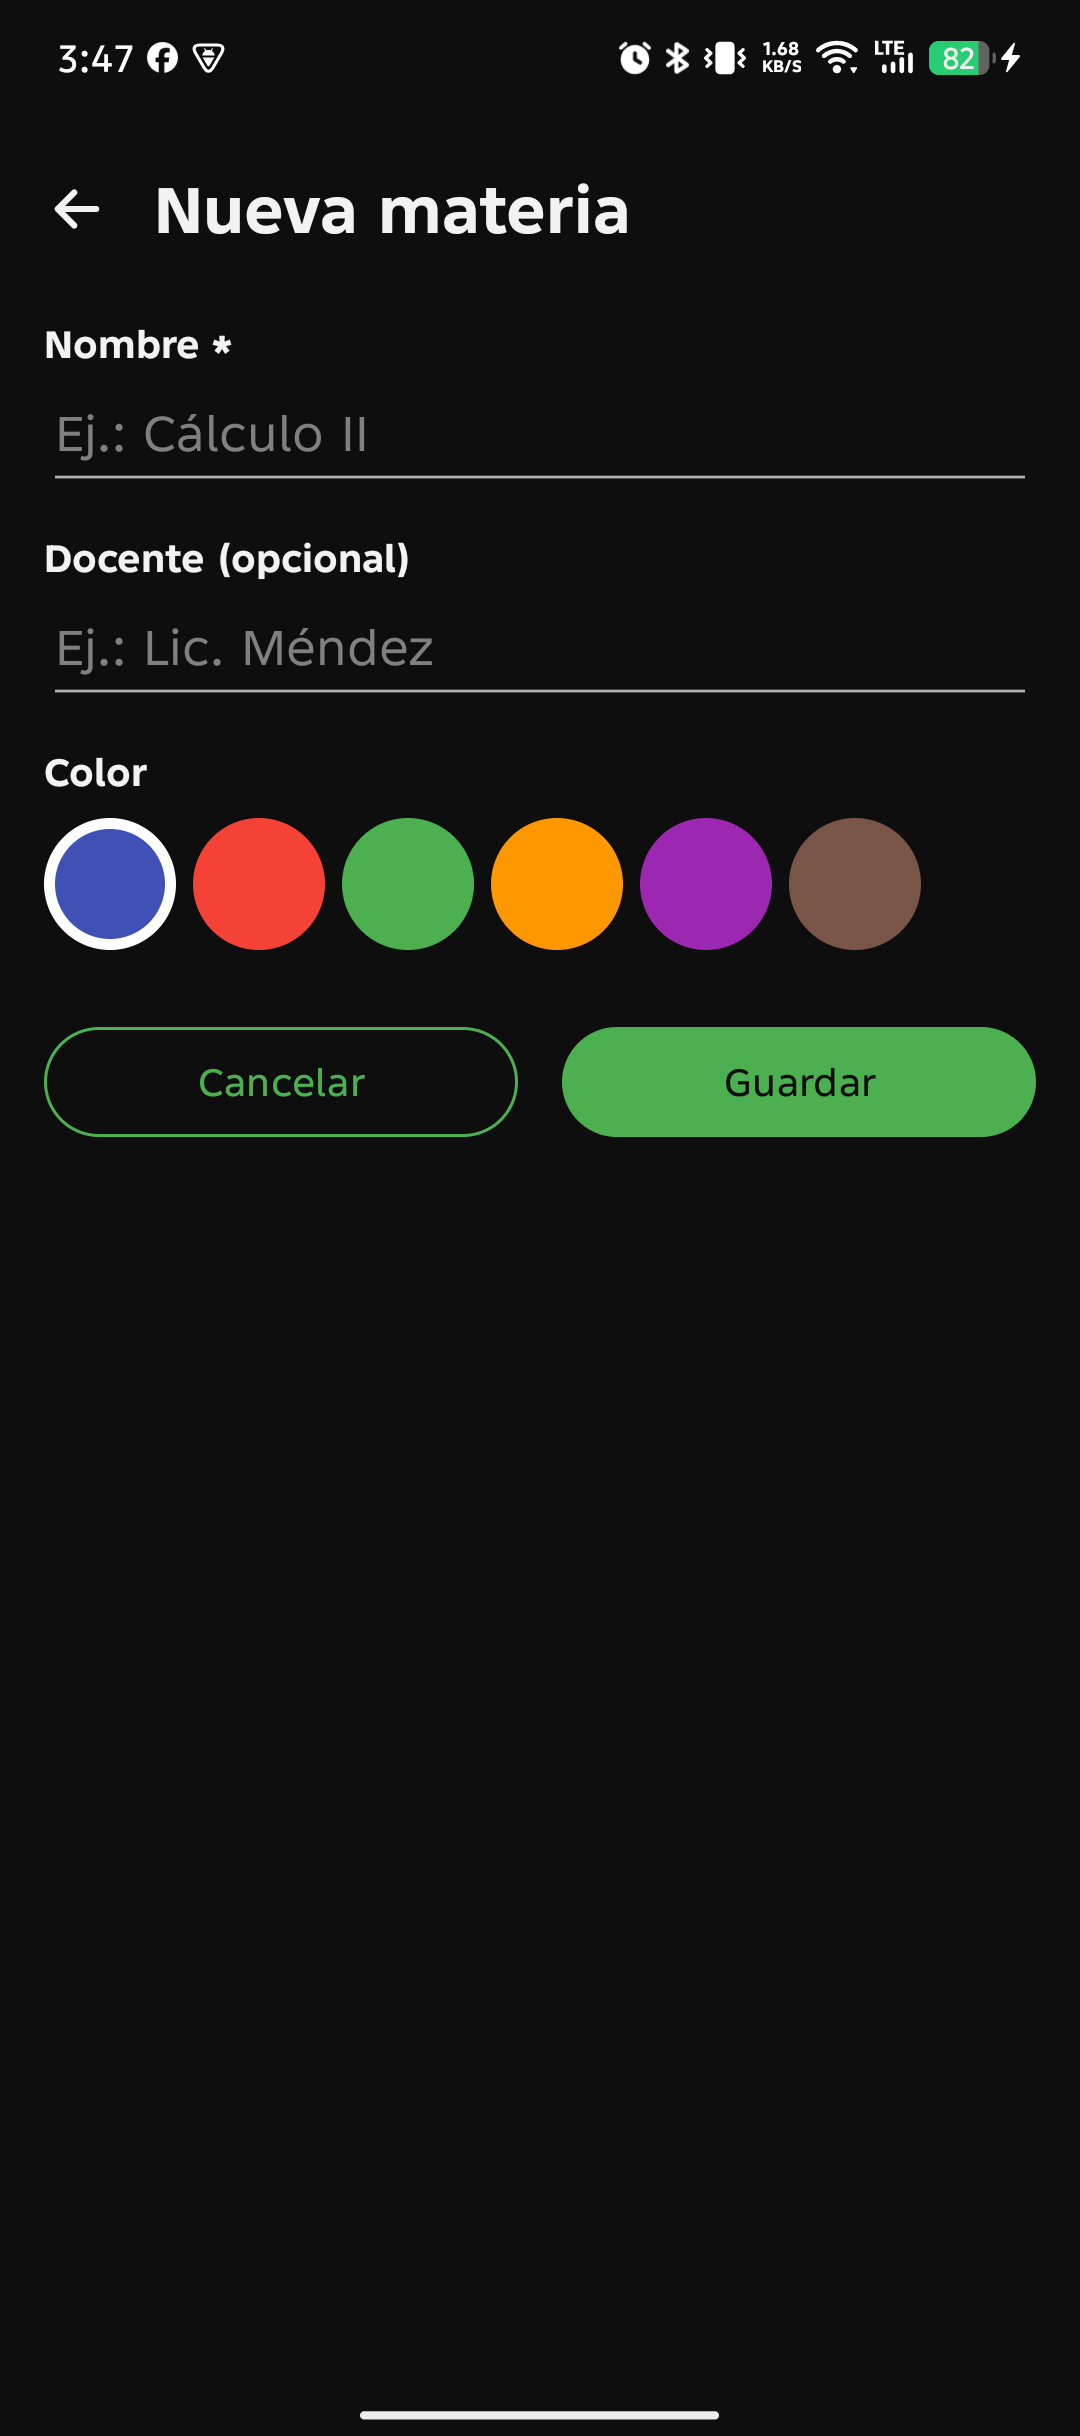 3:47 1.68 KB/S LTE 82
Nueva materia
Nombre *
Ej.: Cálculo II
Docente (opcional)
Ej.: Lic. Méndez
Color
Cancelar Guardar